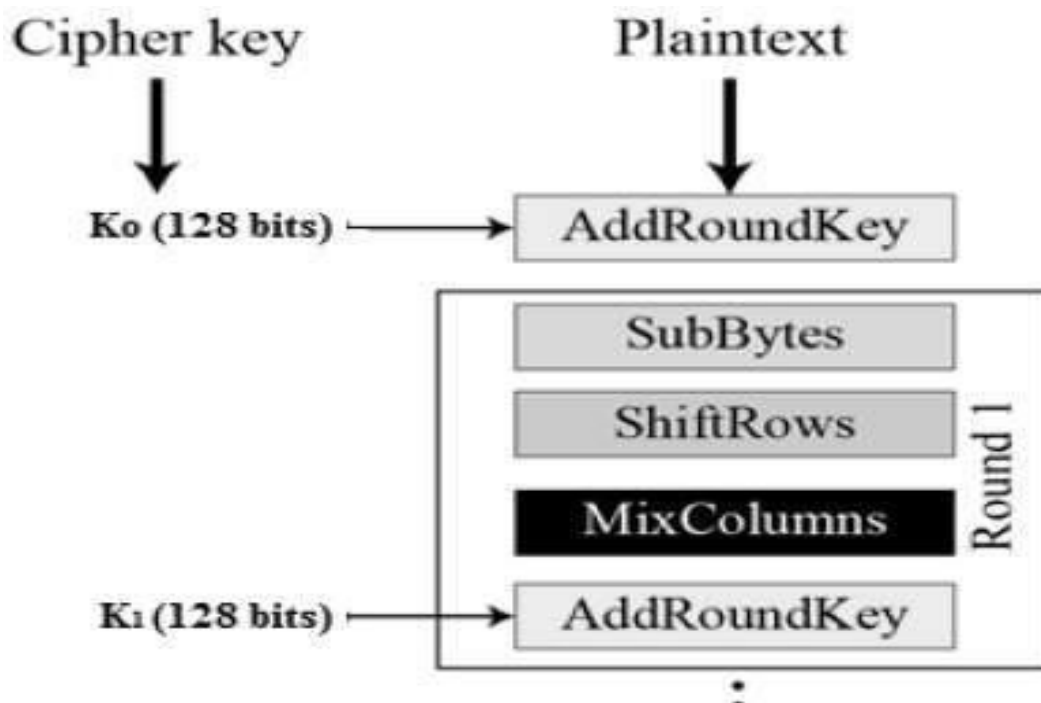 Cipher key
Plaintext
K₀ (128 bits)
AddRoundKey
SubBytes
ShiftRows
MixColumns
Round 1
K₁ (128 bits)
AddRoundKey